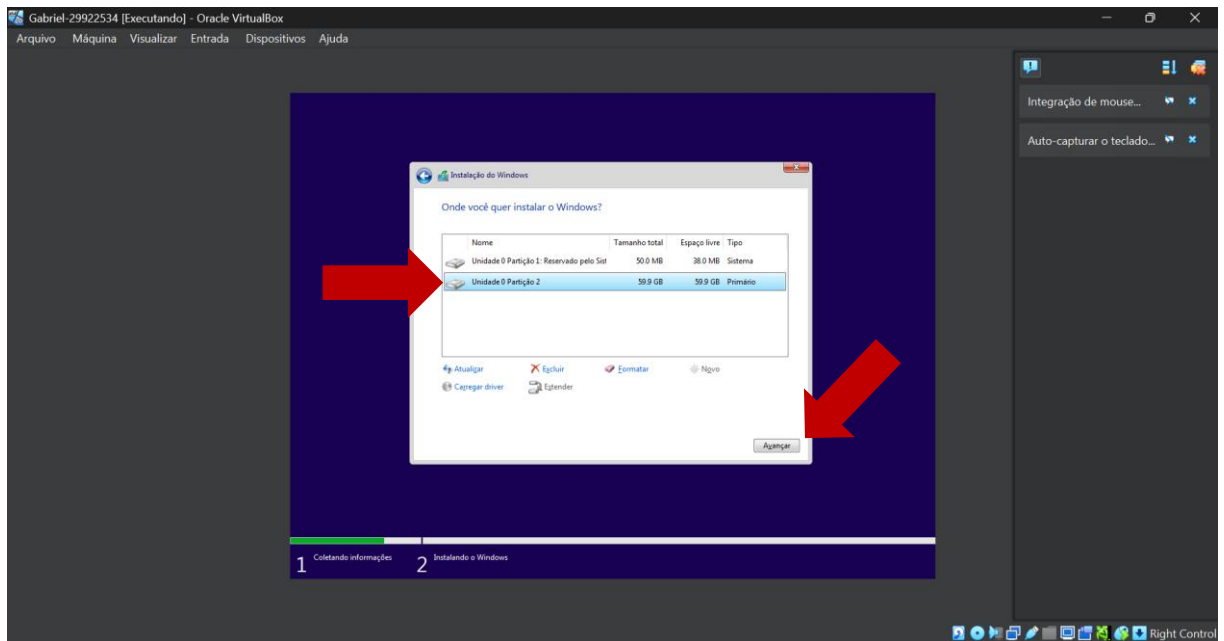 Gabriel-29922534 [Executando] - Oracle VirtualBox
Arquivo Máquina Visualizar Entrada Dispositivos Ajuda
Integração de mouse...
Auto-capturar o teclado...
Instalação do Windows
Onde você quer instalar o Windows?
Nome Tamanho total Espaço livre Tipo
Unidade 0 Partição 1: Reservado pelo Sist 50.0 MB 38.0 MB Sistema
Unidade 0 Partição 2 59.9 GB 59.9 GB Primário
Atualizar Excluir Formatar Novo
Carregar driver Estender
Avançar
1 Coletando informações 2 Instalando o Windows
Right Control